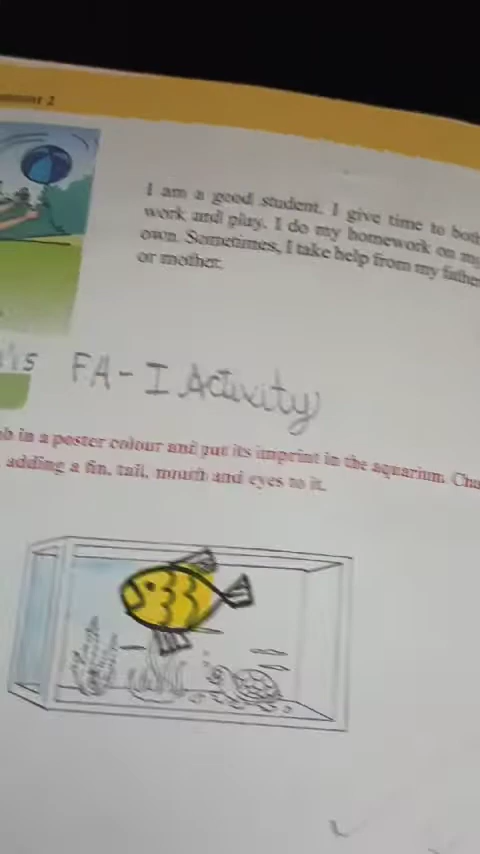 2
I am a good student. I give time to both
work and play. I do my homework on my
own. Sometimes, I take help from my father
or mother.
FA - I Activity
in a poster colour and put its imprint in the aquarium.
adding a fin, tail, mouth and eyes to it.